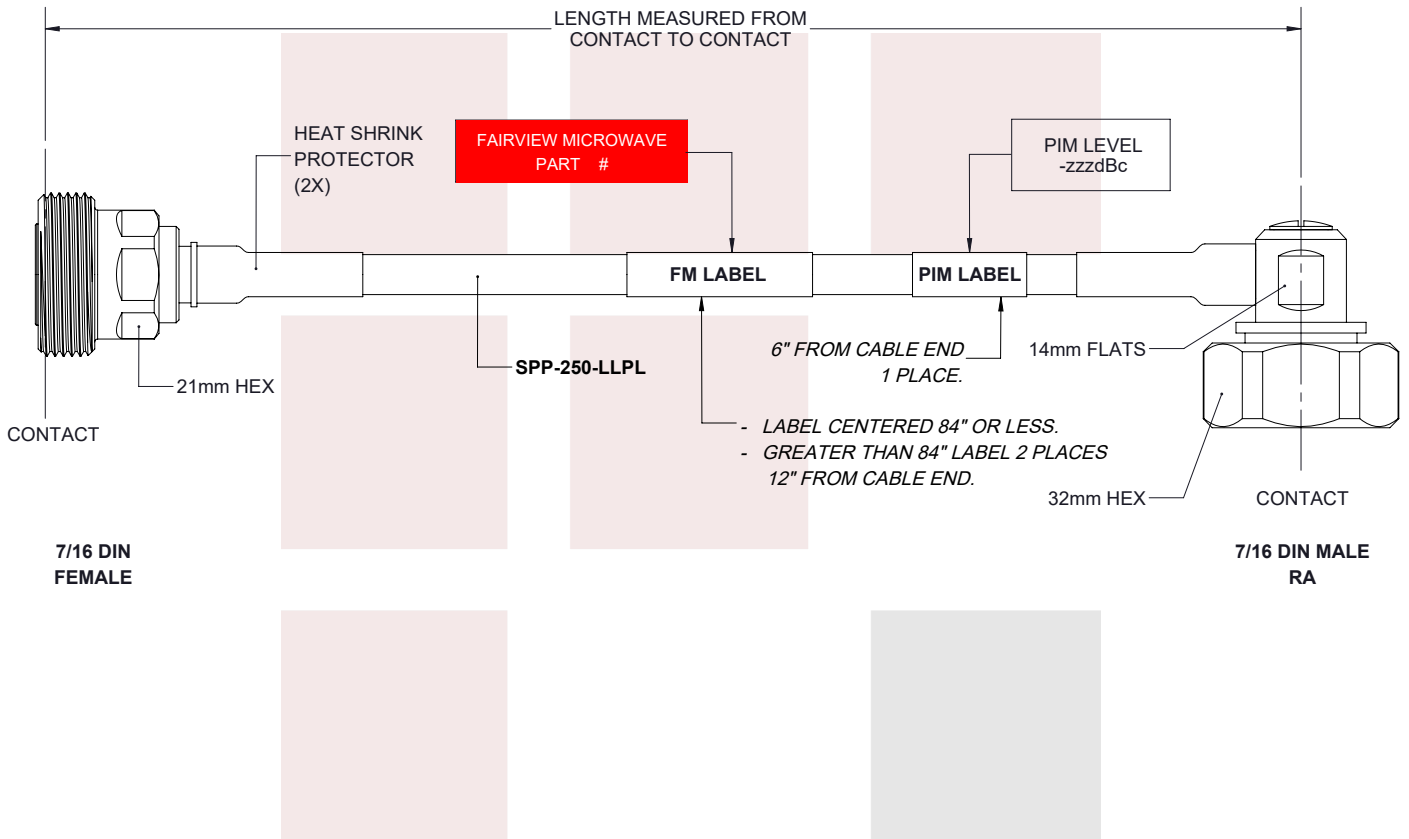 LENGTH MEASURED FROM
CONTACT TO CONTACT
HEAT SHRINK
PROTECTOR
(2X)
FAIRVIEW MICROWAVE
PART #
PIM LEVEL
-zzzdBc
FM LABEL
PIM LABEL
21mm HEX
SPP-250-LLPL
6" FROM CABLE END
1 PLACE.
14mm FLATS
- LABEL CENTERED 84" OR LESS.
- GREATER THAN 84" LABEL 2 PLACES
12" FROM CABLE END.
32mm HEX
CONTACT
CONTACT
7/16 DIN
FEMALE
7/16 DIN MALE
RA